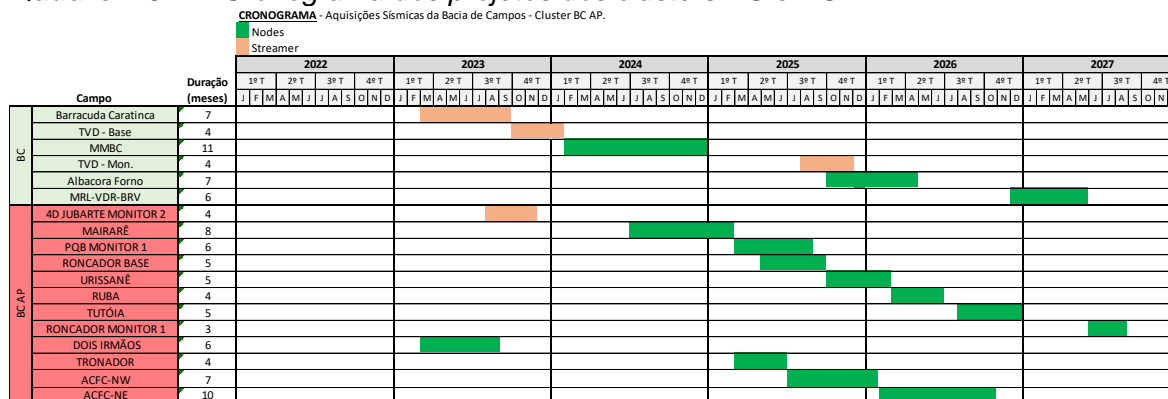 CRONOGRAMA - Aquisições Sísmicas da Bacia de Campos - Cluster BC AP.
Nodes
Streamer
2022 2023 2024 2025 2026 2027
Duração 1º T 2º T 3º T 4º T 1º T 2º T 3º T 4º T 1º T 2º T 3º T 4º T 1º T 2º T 3º T 4º T 1º T 2º T 3º T 4º T 1º T 2º T 3º T 4º T
Campo (meses) J F M A M J J A S O N D J F M A M J J A S O N D J F M A M J J A S O N D J F M A M J J A S O N D J F M A M J J A S O N D J F M A M J J A S O N
BC
Barracuda Caratinca 7
TVD - Base 4
MMBC 11
TVD - Mon. 4
Albacora Forno 7
MRL-VDR-BRV 6
BC AP
4D JUBARTE MONITOR 2 4
MAIRARÊ 8
PQB MONITOR 1 6
RONCADOR BASE 5
URISSANÊ 5
RUBA 4
TUTÓIA 5
RONCADOR MONITOR 1 3
DOIS IRMÃOS 6
TRONADOR 4
ACFC-NW 7
ACFC-NE 10